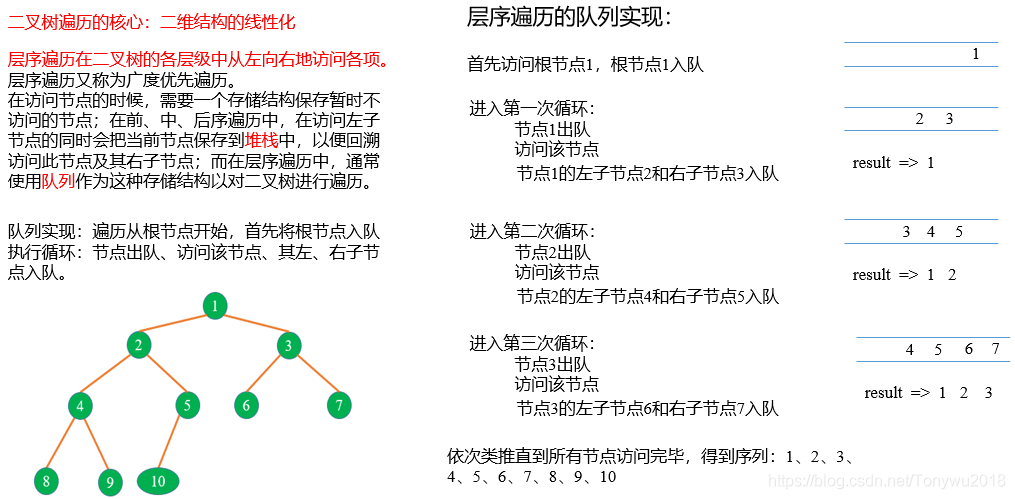 二叉树遍历的核心：二维结构的线性化
层序遍历在二叉树的各层级中从左向右地访问各项。
层序遍历又称为广度优先遍历。
在访问节点的时候，需要一个存储结构保存暂时不
访问的节点；在前、中、后序遍历中，在访问左子
节点的同时会把当前节点保存到堆栈中，以便回溯
访问此节点及其右子节点；而在层序遍历中，通常
使用队列作为这种存储结构以对二叉树进行遍历。
队列实现：遍历从根节点开始，首先将根节点入队
执行循环：节点出队、访问该节点、其左、右子节
点入队。
1
2 3
4 5 6 7
8 9 10
层序遍历的队列实现：
首先访问根节点1，根节点1入队
1
进入第一次循环：
节点1出队
访问该节点
节点1的左子节点2和右子节点3入队
2 3
result => 1
进入第二次循环：
节点2出队
访问该节点
节点2的左子节点4和右子节点5入队
3 4 5
result => 1 2
进入第三次循环：
节点3出队
访问该节点
节点3的左子节点6和右子节点7入队
4 5 6 7
result => 1 2 3
依次类推直到所有节点访问完毕，得到序列：1、2、3、
4、5、6、7、8、9、10
https://blog.csdn.net/Tonywu2018